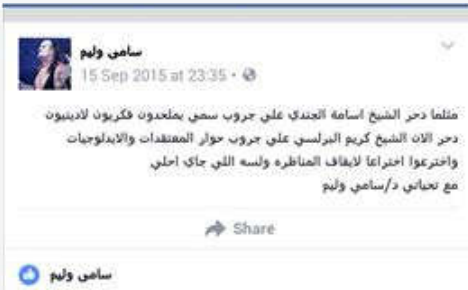 سامى وليم
15 Sep 2015 at 23:35 •
مثلما دحر الشيخ اسامة الجندي علي جروب سمي بملحدون فكريون لادينيون
دحر الان الشيخ كريم البرلسي علي جروب حوار المعتقدات والايدلوجيات
واخترعوا اختراعا لايقاف المناظره ولسه اللي جاي احلي
مع تحياتي د/سامي وليم
Share
سامى وليم